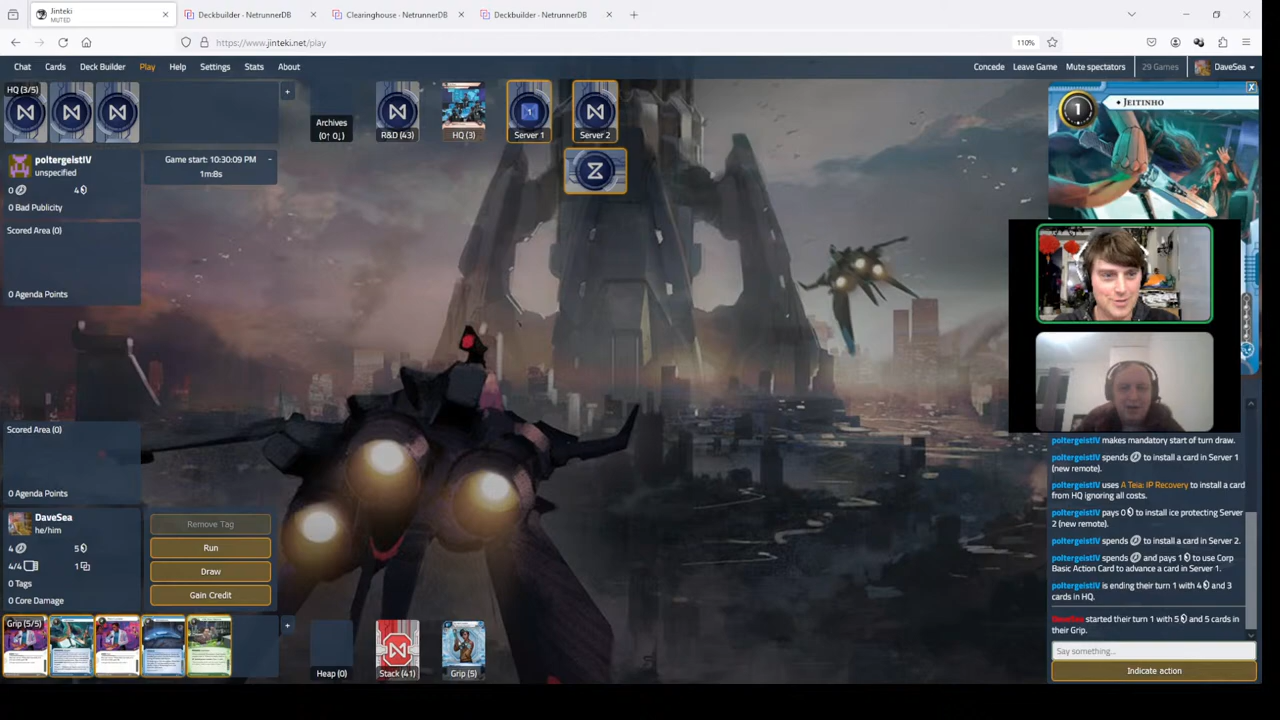 Jinteki
MUTED
Deckbuilder - NetrunnerDB
Clearinghouse - NetrunnerDB
Deckbuilder - NetrunnerDB
https://www.jinteki.net/play
110%
Chat Cards Deck Builder Play Help Settings Stats About
Concede Leave Game Mute spectators 29 Games DaveSea
HQ (3/5)
Archives
(0↑ 0↓)
R&D (43)
HQ (3)
Server 1
Server 2
JEITINHO
1
poltergeistIV
unspecified
0 4
0 Bad Publicity
Game start: 10:30:09 PM -
1m:8s
Scored Area (0)
0 Agenda Points
Scored Area (0)
0 Agenda Points
DaveSea
he/him
4 5
4/4 1
0 Tags
0 Core Damage
Remove Tag
Run
Draw
Gain Credit
Grip (5/5)
Heap (0)
Stack (41)
Grip (5)
poltergeistIV makes mandatory start of turn draw.
poltergeistIV spends to install a card in Server 1
(new remote).
poltergeistIV uses A Teia: IP Recovery to install a card
from HQ ignoring all costs.
poltergeistIV pays 0 to install ice protecting Server
2 (new remote).
poltergeistIV spends to install a card in Server 2.
poltergeistIV spends and pays 1 to use Corp
Basic Action Card to advance a card in Server 1.
poltergeistIV is ending their turn 1 with 4 and 3
cards in HQ.
DaveSea started their turn 1 with 5 and 5 cards in
their Grip.
Say something...
Indicate action